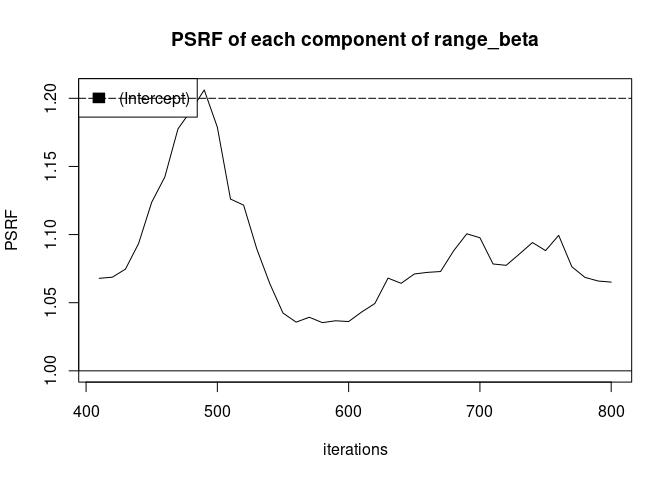 PSRF of each component of range_beta
(Intercept)
1.20
1.15
1.10
1.05
1.00
PSRF
400 500 600 700 800
iterations